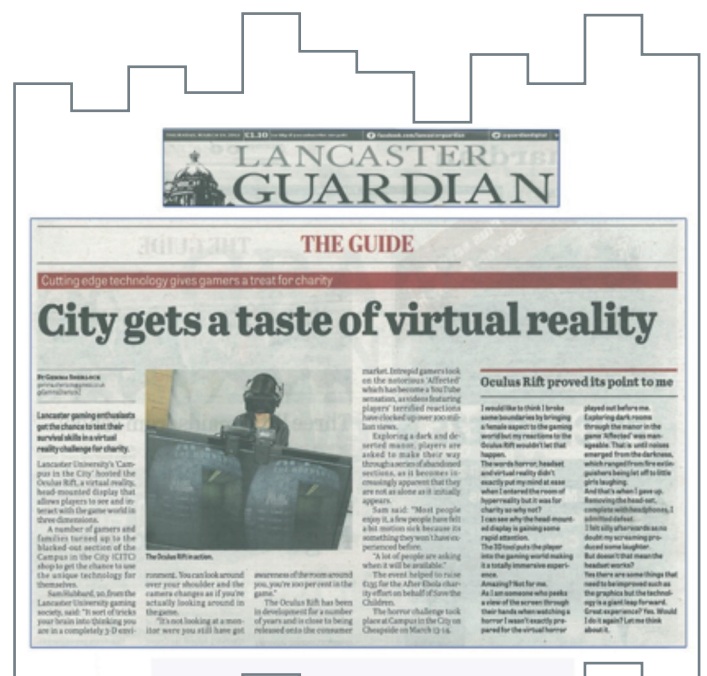 £1.10
facebook.com/lancasterguardian
LANCASTER
GUARDIAN
THE GUIDE
Cutting edge technology gives gamers a treat for charity
City gets a taste of virtual reality
Lancaster gaming enthusiasts
got the chance to test their
survival skills in a virtual
reality challenge for charity.
Lancaster University's 'Cam-
pus in the City' hosted the
Oculus Rift, a virtual reality,
head-mounted display that
allows players to see and in-
teract with the game world in
three dimensions.
A number of gamers and
families turned up to the
blacked-out section of the
Campus in the City (CITC)
shop to get the chance to use
the unique technology for
themselves.
Sam Hubbard, 20, from the
Lancaster University gaming
society, said: "It sort of tricks
your brain into thinking you
are in a completely 3-D envi-
The Oculus Rift in action.
ronment. You can look around
over your shoulder and the
camera changes as if you're
actually looking around in
the game.
"It's not looking at a mon-
itor were you still have got
awareness of the room around
you, you're 100 per cent in the
game."
The Oculus Rift has been
in development for a number
of years and is close to being
released onto the consumer
market. Intrepid gamers took
on the notorious 'Affected'
which has become a YouTube
sensation, as videos featuring
players' terrified reactions
have clocked up over 100 mil-
lion views.
Exploring a dark and de-
serted manor, players are
asked to make their way
through a series of abandoned
sections, as it becomes in-
creasingly apparent that they
are not as alone as it initially
appears.
Sam said: "Most people
enjoy it, a few people have felt
a bit motion sick because its
something they won't have ex-
perienced before.
"A lot of people are asking
when it will be available."
The event helped to raise
£135 for the After Ebola char-
ity effort on behalf of Save the
Children.
The horror challenge took
place at Campus in the City on
Cheapside on March 13-14.
Oculus Rift proved its point to me
I would like to think I broke
some boundaries by bringing
a female aspect to the gaming
world but my reactions to the
Oculus Rift wouldn't let that
happen.
The words horror, headset
and virtual reality didn't
exactly put my mind at ease
when I entered the room of
hyperreality but it was for
charity so why not?
I can see why the head-mount-
ed display is gaining some
rapid attention.
The 3D tool puts the player
into the gaming world making
it a totally immersive experi-
ence.
Amazing? Not for me.
As I am someone who peeks
a view of the screen through
their hands when watching a
horror I wasn't exactly pre-
pared for the virtual horror
played out before me.
Exploring dark rooms
through the manor in the
game 'Affected' was man-
ageable. That is until noises
emerged from the darkness,
which ranged from fire extin-
guishers being let off to little
girls laughing.
And that's when I gave up.
Removing the head-set,
complete with headphones, I
admitted defeat.
I felt silly afterwards as no
doubt my screaming pro-
duced some laughter.
But doesn't that mean the
headset works?
Yes there are some things that
need to be improved such as
the graphics but the technol-
ogy is a giant leap forward.
Great experience? Yes. Would
I do it again? Let me think
about it.